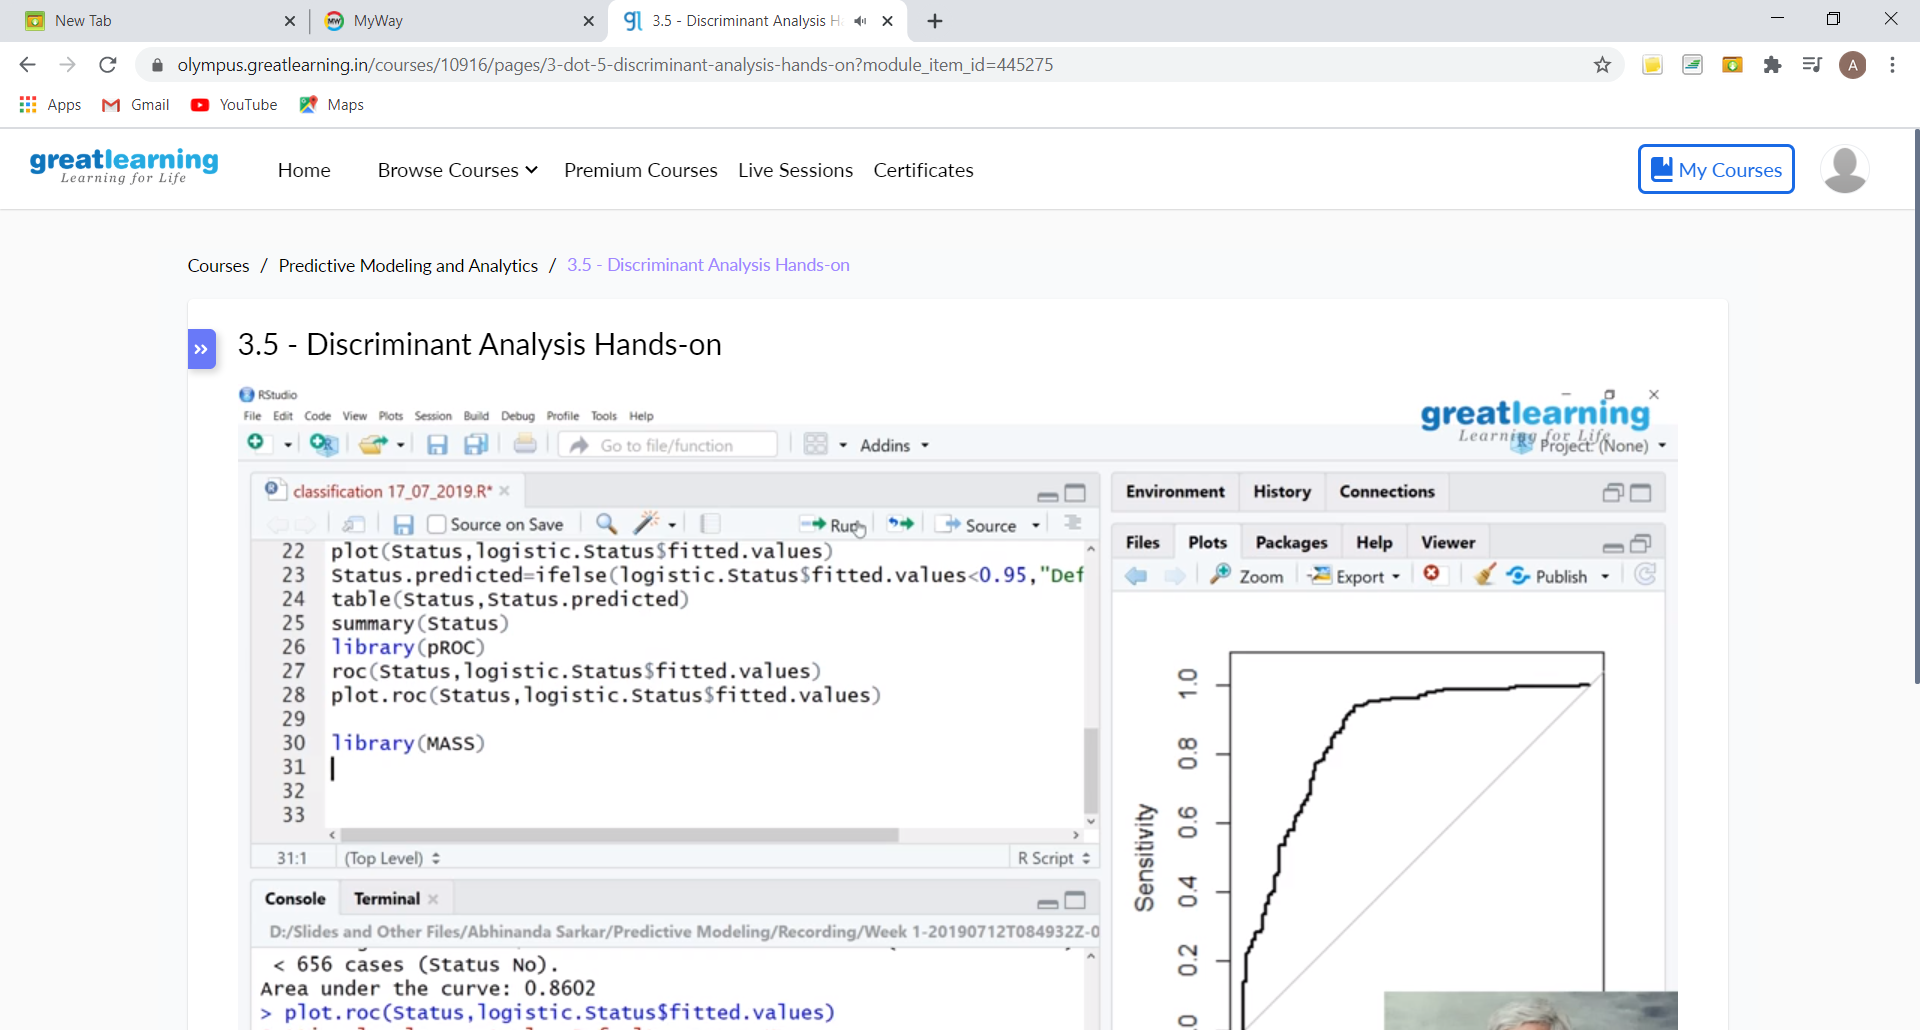 New Tab
MyWay
3.5 - Discriminant Analysis H
olympus.greatlearning.in/courses/10916/pages/3-dot-5-discriminant-analysis-hands-on?module_item_id=445275
A
Apps Gmail YouTube Maps
greatlearning
Learning for Life
Home Browse Courses Premium Courses Live Sessions Certificates
My Courses
Courses / Predictive Modeling and Analytics / 3.5 - Discriminant Analysis Hands-on
3.5 - Discriminant Analysis Hands-on
RStudio
File Edit Code View Plots Session Build Debug Profile Tools Help
greatlearning
Learning for Life
Go to file/function Addins Project: (None)
classification 17_07_2019.R*
Source on Save Run Source
22 plot(Status,logistic.Status$fitted.values)
23 Status.predicted=ifelse(logistic.Status$fitted.values<0.95,"Def
24 table(Status,Status.predicted)
25 summary(Status)
26 library(pROC)
27 roc(Status,logistic.Status$fitted.values)
28 plot.roc(Status,logistic.Status$fitted.values)
29
30 library(MASS)
31
32
33
31:1 (Top Level) R Script
Console Terminal
D:/Slides and Other Files/Abhinanda Sarkar/Predictive Modeling/Recording/Week 1-20190712T084932Z-0
< 656 cases (Status No).
Area under the curve: 0.8602
> plot.roc(Status,logistic.Status$fitted.values)
Environment History Connections
Files Plots Packages Help Viewer
Zoom Export Publish
Sensitivity
1.0
0.8
0.6
0.4
0.2